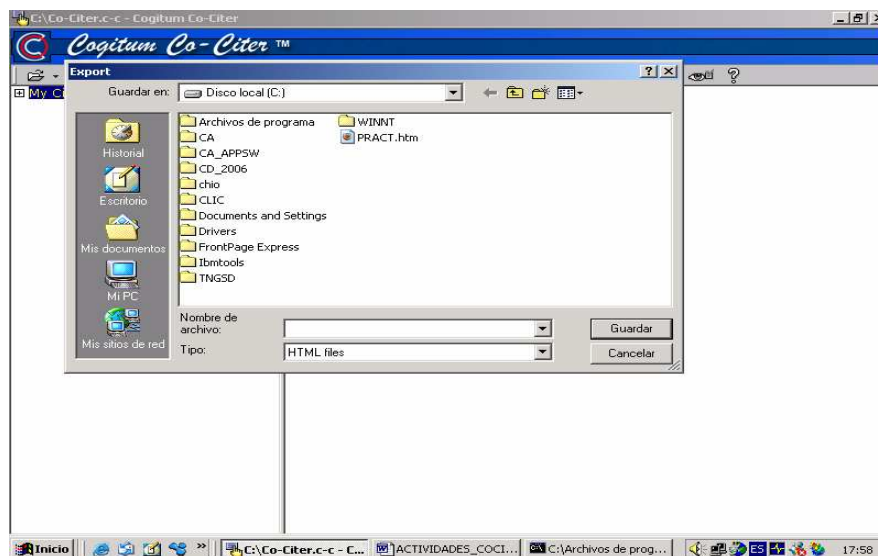 C:\Co-Citer.c-c - Cogitum Co-Citer
Cogitum Co-Citer TM
Export
Guardar en: Disco local (C:)
My Ci
Historial
Escritorio
Mis documentos
Mi PC
Mis sitios de red
Archivos de programa
CA
CA_APPSW
CD_2006
chio
CLIC
Documents and Settings
Drivers
FrontPage Express
Ibmtools
TNGSD
WINNT
PRACT.htm
Nombre de
archivo:
Guardar
Tipo: HTML files
Cancelar
Inicio C:\Co-Citer.c-c - C... ACTIVIDADES_COCI... C:\Archivos de prog... ES 17:58